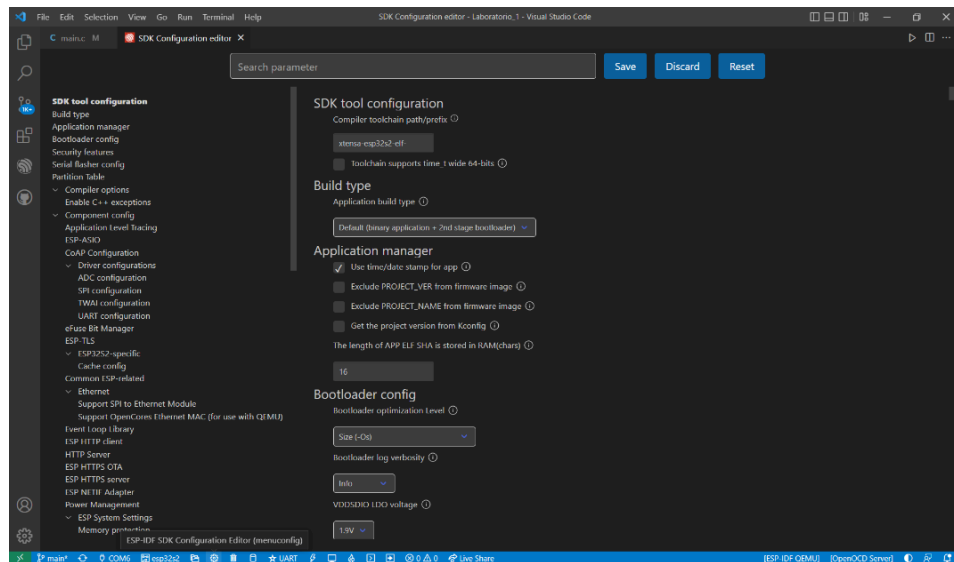 File Edit Selection View Go Run Terminal Help
SDK Configuration editor - Laboratorio_1 - Visual Studio Code
main.c M
SDK Configuration editor
Search parameter
Save
Discard
Reset
1K+
SDK tool configuration
Build type
Application manager
Bootloader config
Security features
Serial flasher config
Partition Table
Compiler options
Enable C++ exceptions
Component config
Application Level Tracing
ESP-ASIO
CoAP Configuration
Driver configurations
ADC configuration
SPI configuration
TWAI configuration
UART configuration
eFuse Bit Manager
ESP-TLS
ESP32S2-specific
Cache config
Common ESP-related
Ethernet
Support SPI to Ethernet Module
Support OpenCores Ethernet MAC (for use with QEMU)
Event Loop Library
ESP HTTP client
HTTP Server
ESP HTTPS OTA
ESP HTTPS server
ESP NETIF Adapter
Power Management
ESP System Settings
Memory protection
SDK tool configuration
Compiler toolchain path/prefix
xtensa-esp32s2-elf-
Toolchain supports time_t wide 64-bits
Build type
Application build type
Default (binary application + 2nd stage bootloader)
Application manager
Use time/date stamp for app
Exclude PROJECT_VER from firmware image
Exclude PROJECT_NAME from firmware image
Get the project version from Kconfig
The length of APP ELF SHA is stored in RAM(chars)
16
Bootloader config
Bootloader optimization Level
Size (-Os)
Bootloader log verbosity
Info
VDDSDIO LDO voltage
1.9V
ESP-IDF SDK Configuration Editor (menuconfig)
main* COM6 esp32s2 UART 0 0 Live Share [ESP-IDF QEMU] [OpenOCD Server]